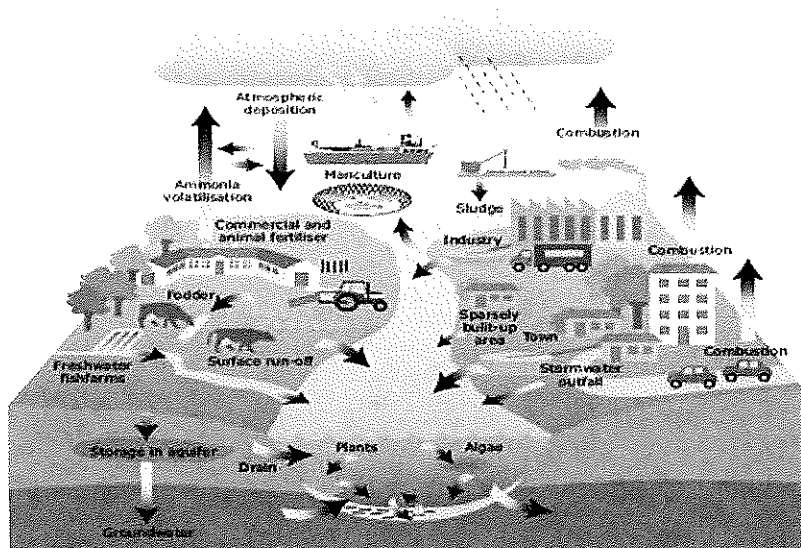 Atmospheric
deposition
Combustion
Ammonia
volatilisation
Mariculture
Sludge
Commercial and
animal fertiliser
Industry
Combustion
Fodder
Sparsely
built-up
area
Town
Freshwater
fishfarms
Surface run-off
Stormwater
outfall
Combustion
Storage in aquifer
Drain
Plants
Algae
Groundwater